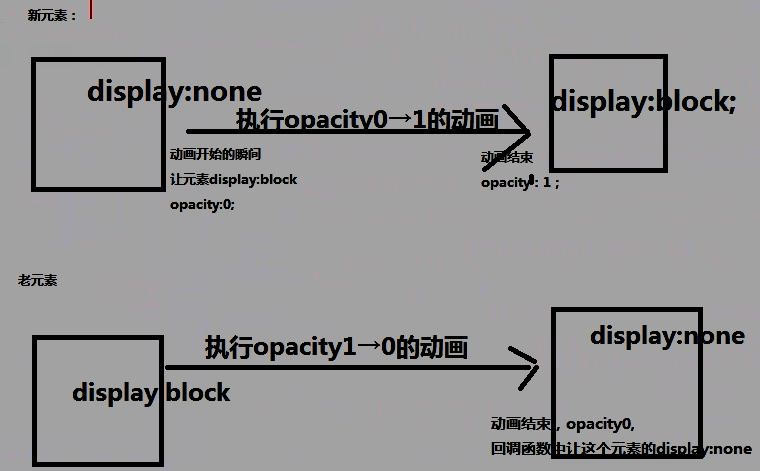 新元素：
display:none
执行opacity0→1的动画
display:block;
动画开始的瞬间
让元素display:block
opacity:0;
动画结束
opacity：1；
老元素
执行opacity1→0的动画
display:none
display:block
动画结束，opacity0,
回调函数中让这个元素的display:none